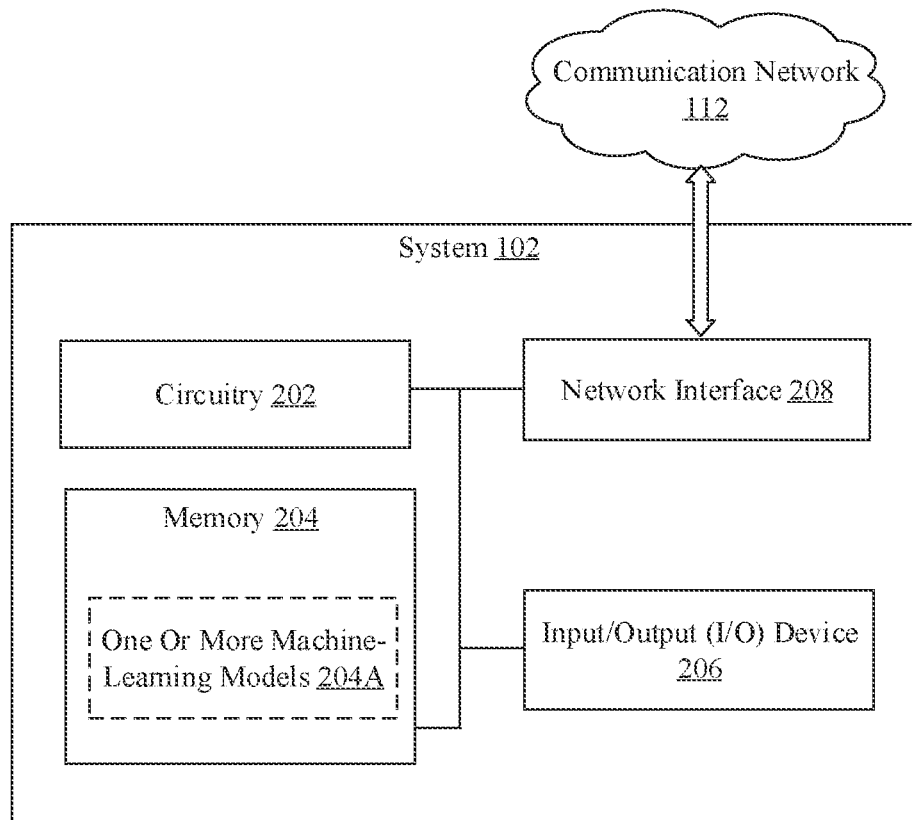 Communication Network
112
System 102
Circuitry 202
Network Interface 208
Memory 204
One Or More Machine-
Learning Models 204A
Input/Output (I/O) Device
206